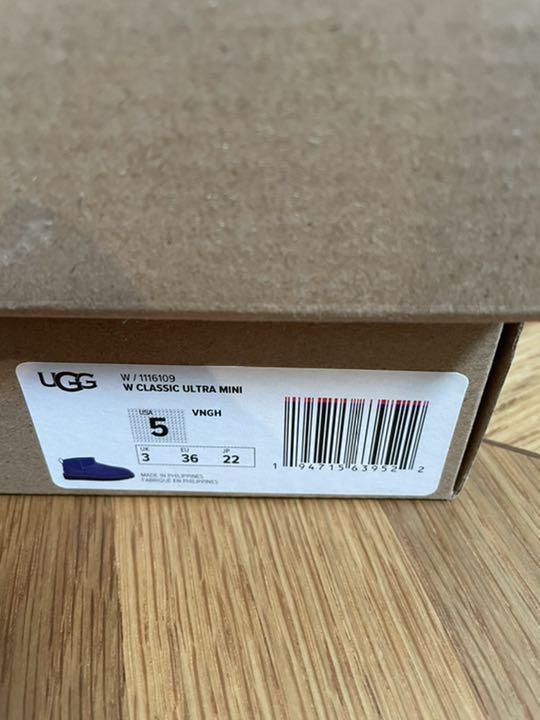 UGG
W / 1116109
W CLASSIC ULTRA MINI
USA
5
VNGH
UK EU JP
3 36 22
MADE IN PHILIPPINES
FABRIQUÉ EN PHILIPPINES
1 94715 63952 2